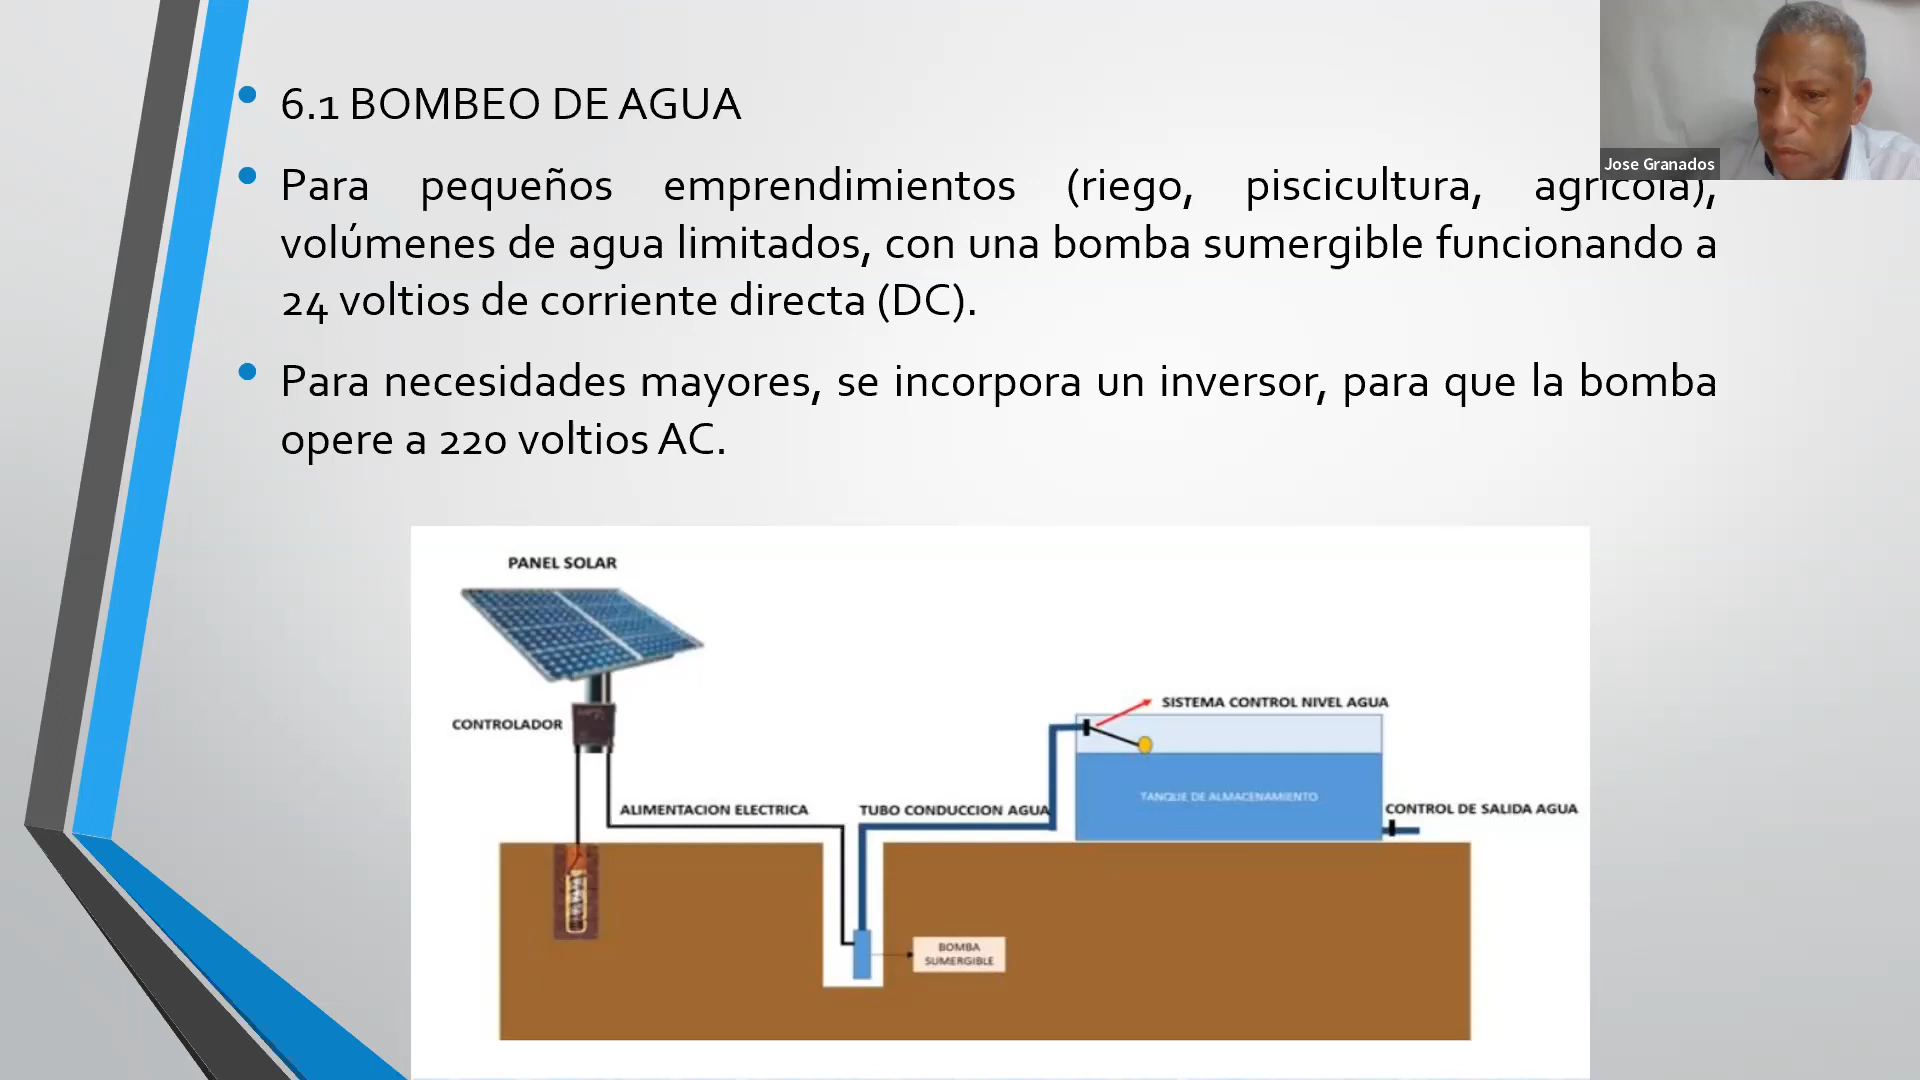 6.1 BOMBEO DE AGUA
Para pequeños emprendimientos (riego, piscicultura, agrícola),
volúmenes de agua limitados, con una bomba sumergible funcionando a
24 voltios de corriente directa (DC).
Para necesidades mayores, se incorpora un inversor, para que la bomba
opere a 220 voltios AC.
Jose Granados
PANEL SOLAR
CONTROLADOR
SISTEMA CONTROL NIVEL AGUA
TANQUE DE ALMACENAMIENTO
ALIMENTACION ELECTRICA
TUBO CONDUCCION AGUA
CONTROL DE SALIDA AGUA
BOMBA
SUMERGIBLE